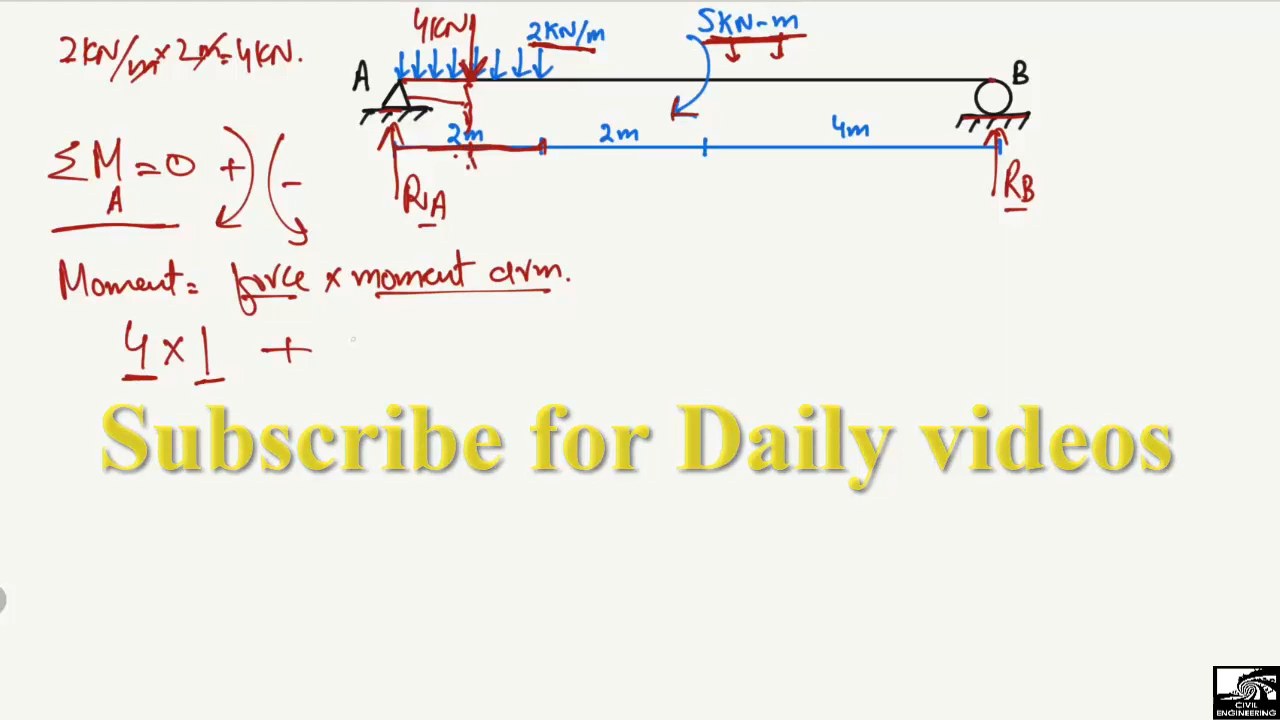 2KN/m × 2m = 4KN.
4KN
2KN/m
5KN-m
A
B
2m
2m
4m
RA
RB
ΣMA = 0 + -
Moment = force × moment arm.
4 × 1 +
Subscribe for Daily videos
CIVIL
ENGINEERING